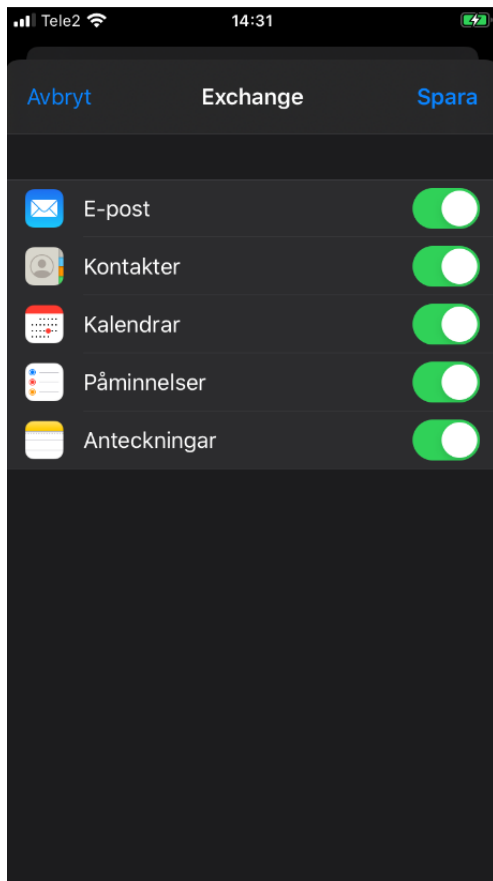 Tele2 14:31
Avbryt Exchange Spara
E-post
Kontakter
Kalendrar
Påminnelser
Anteckningar